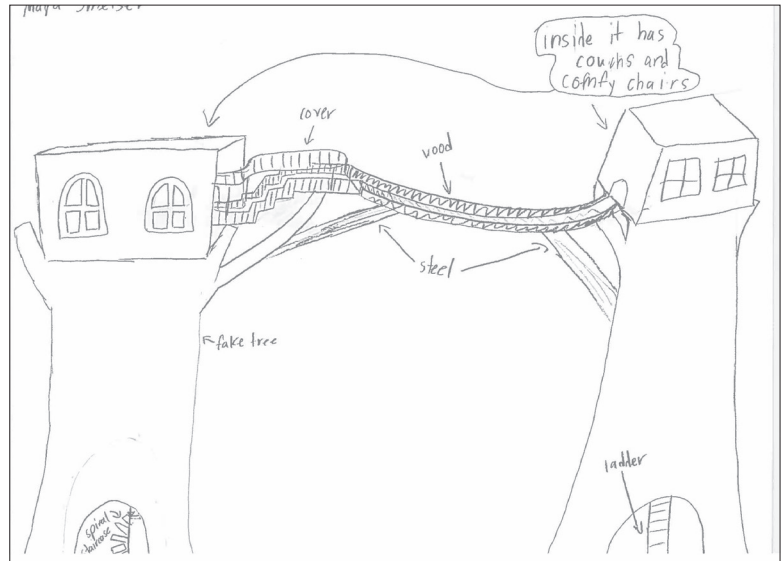 inside it has
couchs and
comfy chairs
cover
wood
steel
fake tree
ladder
spiral
staircase